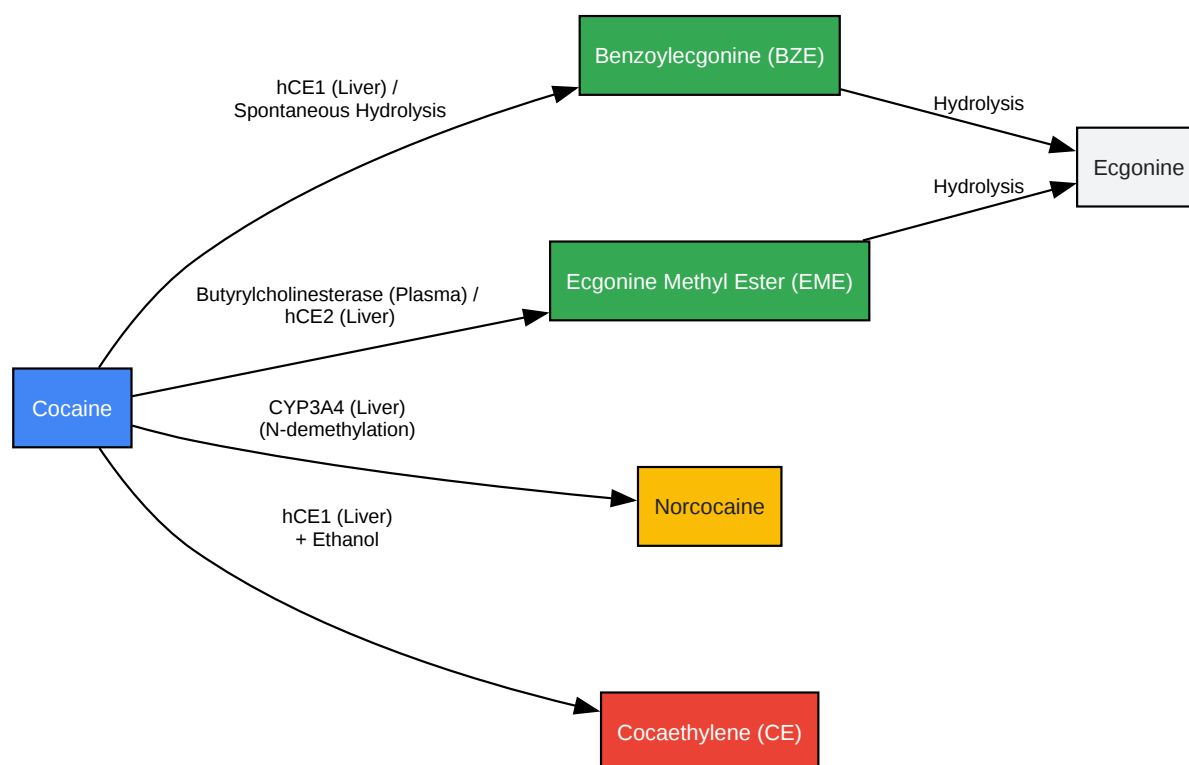 Benzoylecgonine (BZE)
hCE1 (Liver) /
Spontaneous Hydrolysis
Hydrolysis
Ecgonine
Hydrolysis
Ecgonine Methyl Ester (EME)
Butyrylcholinesterase (Plasma) /
hCE2 (Liver)
Cocaine
CYP3A4 (Liver)
(N-demethylation)
Norcocaine
hCE1 (Liver)
+ Ethanol
Cocaethylene (CE)